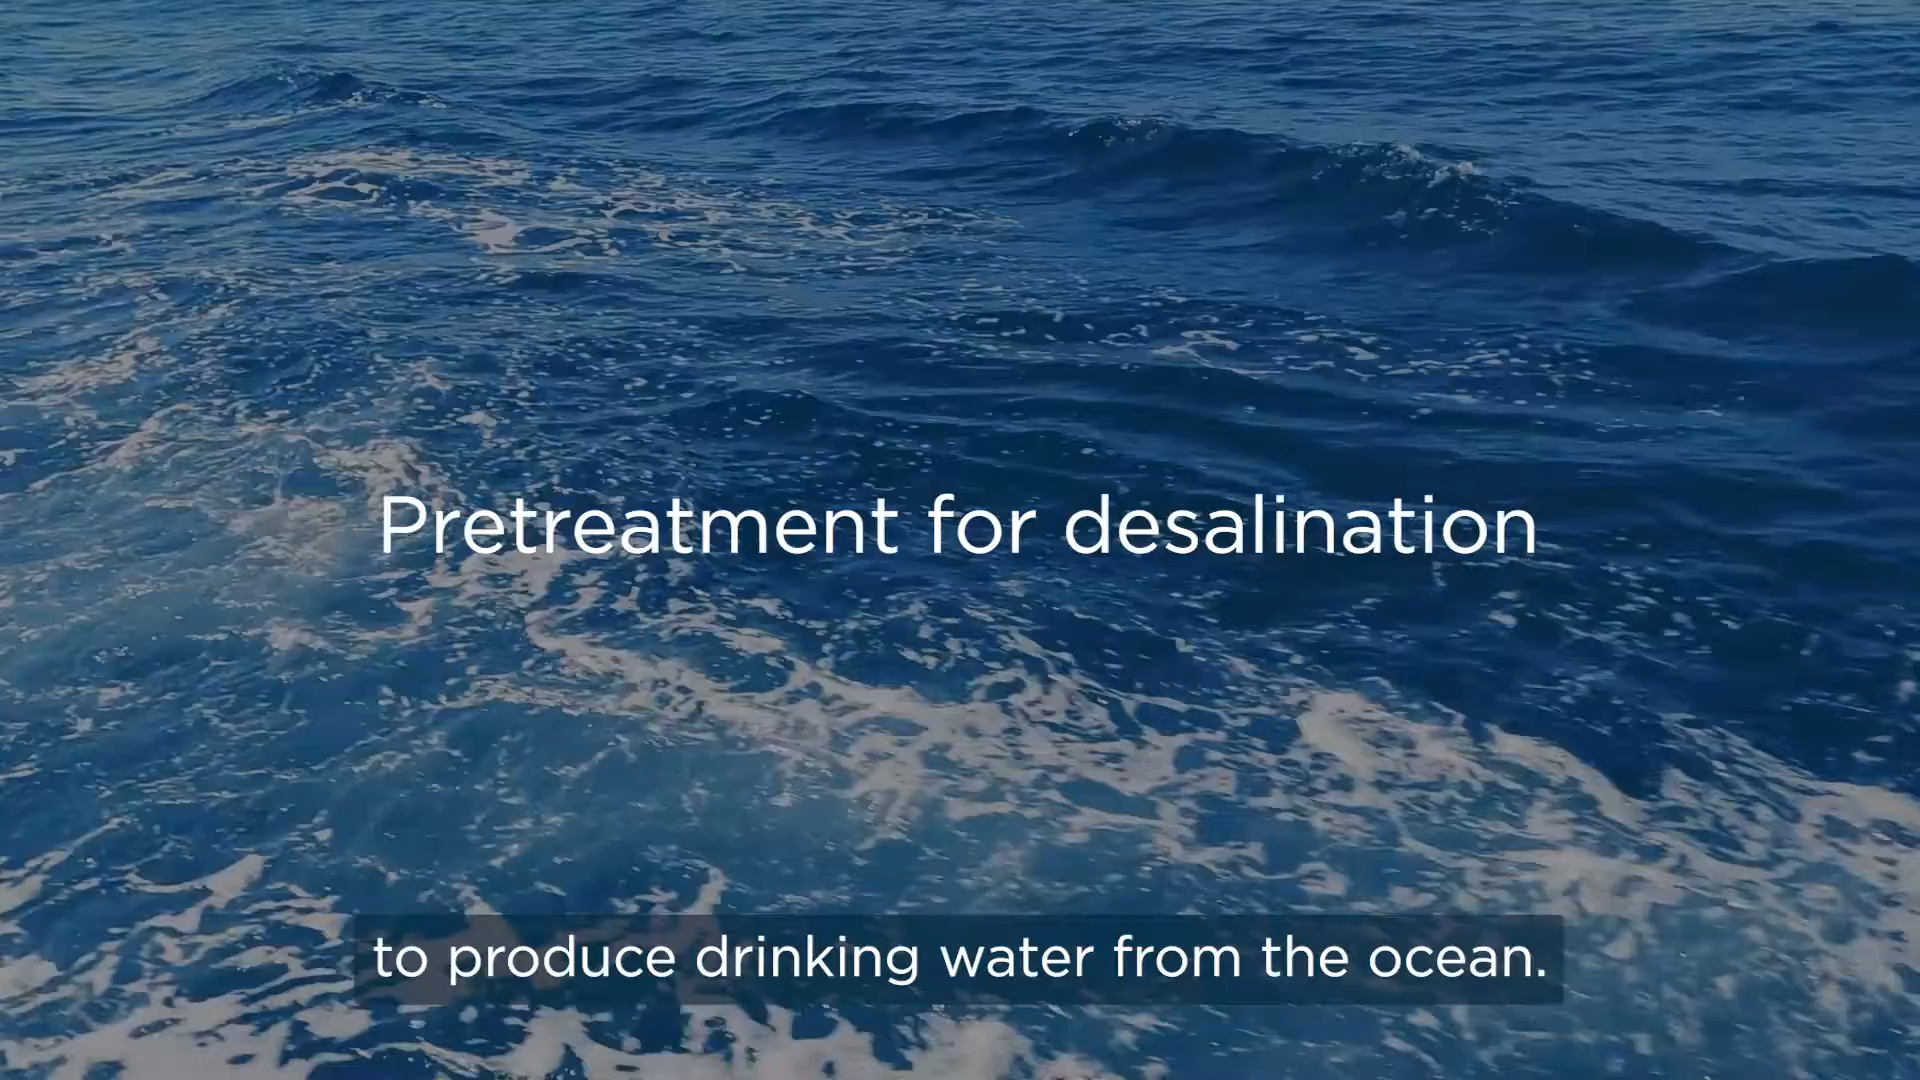 Pretreatment for desalination
to produce drinking water from the ocean.